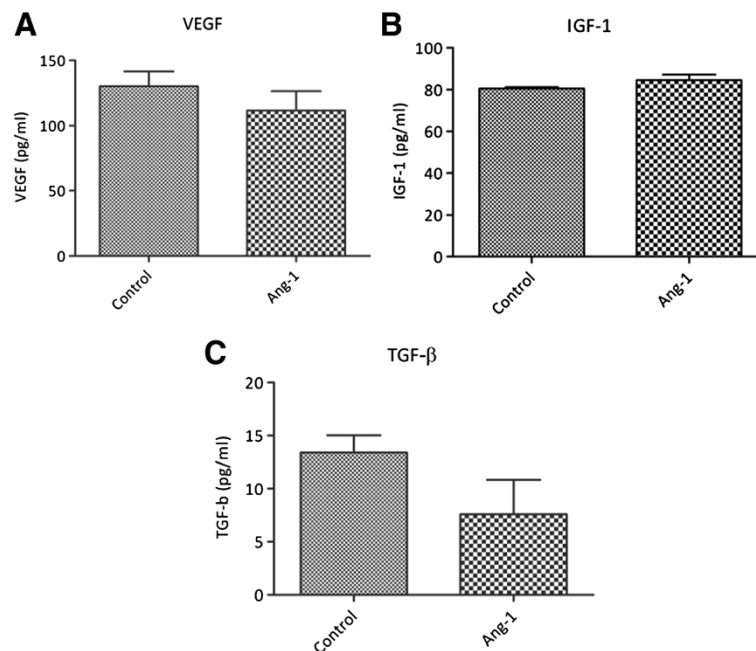 A
VEGF
VEGF (pg/ml)
150
100
50
0
Control
Ang-1
B
IGF-1
IGF-1 (pg/ml)
100
80
60
40
20
0
Control
Ang-1
C
TGF-β
TGF-b (pg/ml)
20
15
10
5
0
Control
Ang-1